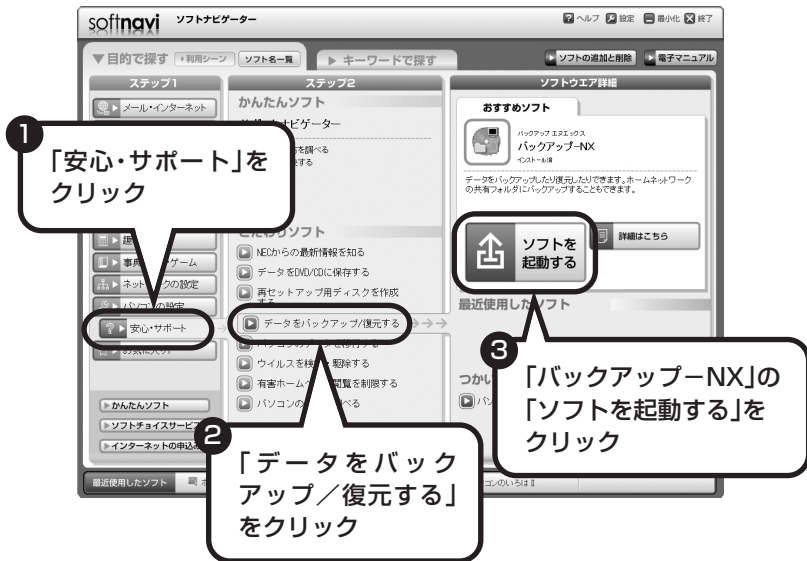 softnavi ソフトナビゲーター
ヘルプ 設定 最小化 終了
▼目的で探す ▶利用シーン ソフト名一覧 ▶ キーワードで探す
ソフトの追加と削除 電子マニュアル
ステップ1
メール・インターネット
❶
「安心・サポート」を
クリック
ネットワークの設定
パソコンの設定
安心・サポート
かんたんソフト
ソフトチョイスサービス
インターネットの申込み
ステップ2
かんたんソフト
NECからの最新情報を知る
データをDVD/CDに保存する
再セットアップ用ディスクを作成
する
データをバックアップ/復元する
❷
「データをバック
アップ／復元する」
をクリック
ソフトウエア詳細
おすすめソフト
バックアップ エヌエックス
バックアップ-NX
インストール済
データをバックアップしたり復元したりできます。ホームネットワーク
の共有フォルダにバックアップすることもできます。
ソフトを
起動する
詳細はこちら
最近使用したソフト
❸
「バックアップ－NX」の
「ソフトを起動する」を
クリック
最近使用したソフト